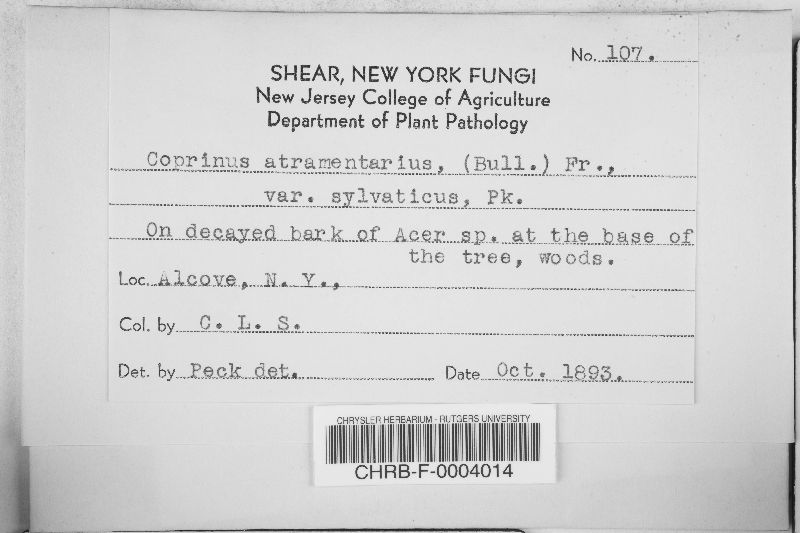 No. 107.
SHEAR, NEW YORK FUNGI
New Jersey College of Agriculture
Department of Plant Pathology
Coprinus atramentarius, (Bull.) Fr.,
var. sylvaticus, Pk.
On decayed bark of Acer sp. at the base of
the tree, woods.
Loc. Alcove, N. Y.,
Col. by C. L. S.
Det. by Peck det. Date Oct. 1893.
CHRYSLER HERBARIUM - RUTGERS UNIVERSITY
CHRB-F-0004014